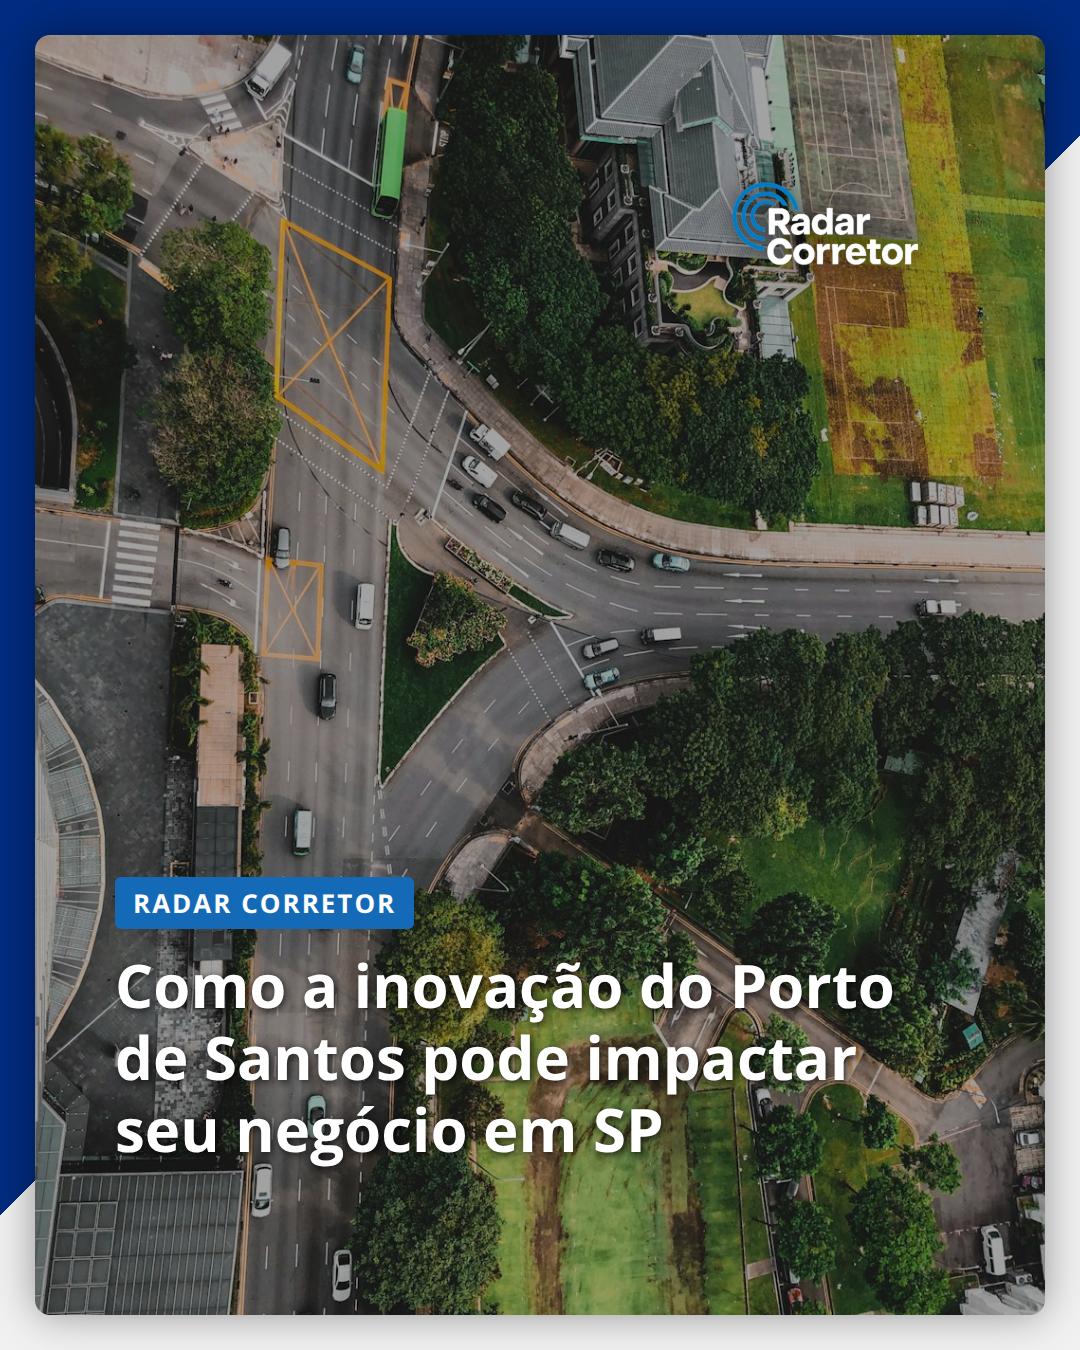 Radar
Corretor
RADAR CORRETOR
Como a inovação do Porto
de Santos pode impactar
seu negócio em SP